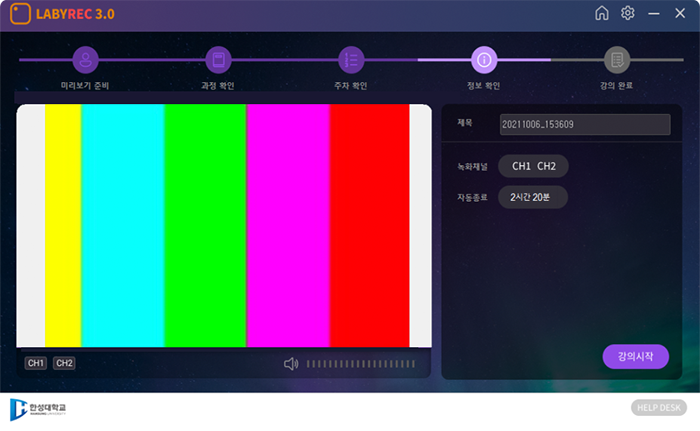 LABYREC 3.0
미리보기 준비
과정 확인
주차 확인
정보 확인
강의 완료
제목
20211006_153609
녹화채널
CH1 CH2
자동종료
2시간 20분
CH1 CH2
강의시작
한성대학교
HANSUNG UNIVERSITY
HELP DESK